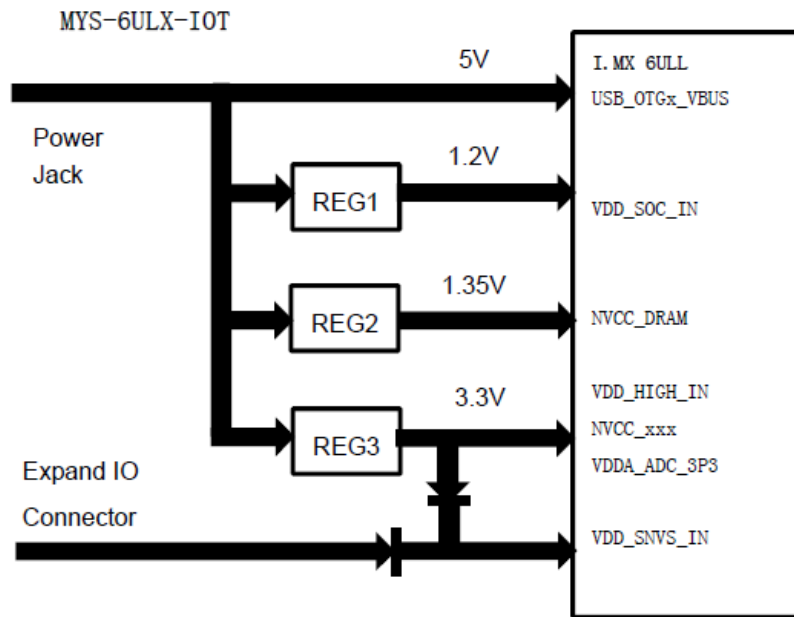 MYS-6ULX-IOT
5V
I.MX 6ULL
USB_OTGx_VBUS
Power
Jack
1.2V
REG1
VDD_SOC_IN
1.35V
REG2
NVCC_DRAM
3.3V
VDD_HIGH_IN
REG3
NVCC_xxx
VDDA_ADC_3P3
Expand IO
Connector
VDD_SNVS_IN